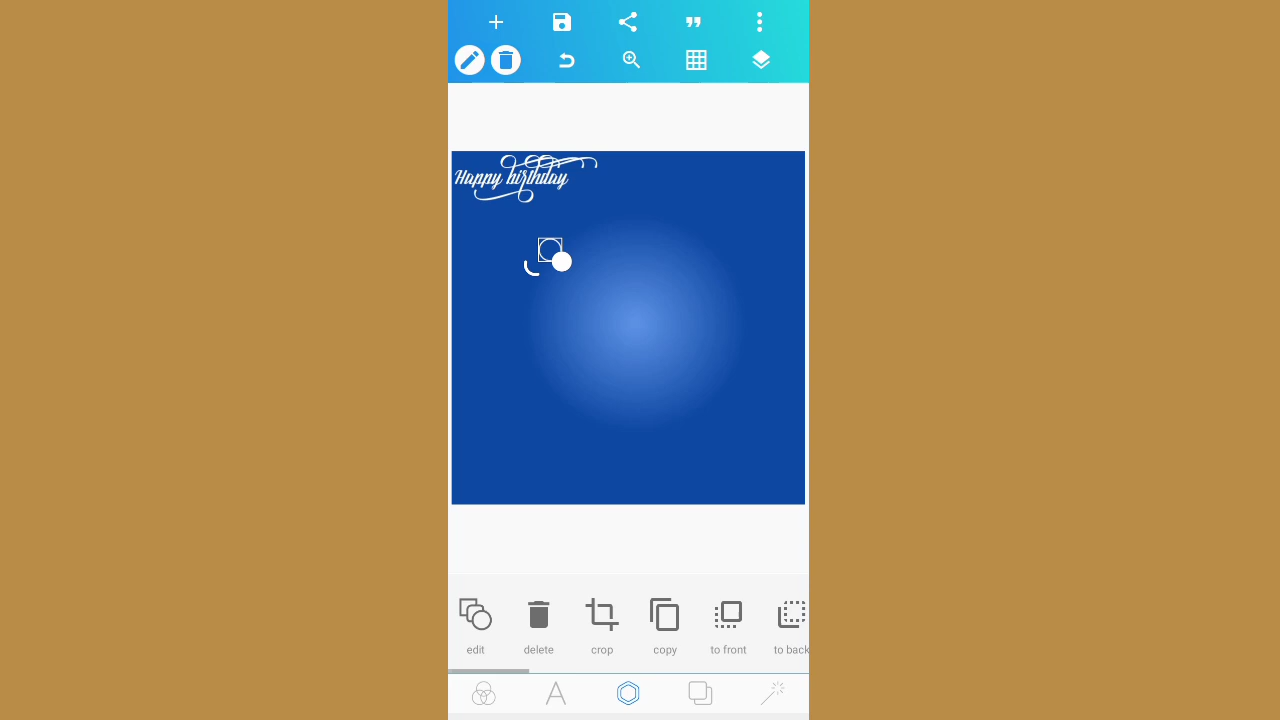 Happy birthday
edit
delete
crop
copy
to front
to back